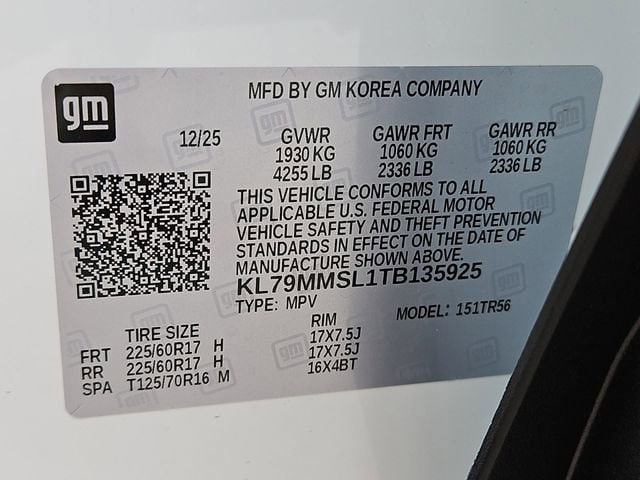 gm
MFD BY GM KOREA COMPANY
12/25 GVWR GAWR FRT GAWR RR
1930 KG 1060 KG 1060 KG
4255 LB 2336 LB 2336 LB
THIS VEHICLE CONFORMS TO ALL
APPLICABLE U.S. FEDERAL MOTOR
VEHICLE SAFETY AND THEFT PREVENTION
STANDARDS IN EFFECT ON THE DATE OF
MANUFACTURE SHOWN ABOVE.
KL79MMSL1TB135925
TYPE: MPV MODEL: 151TR56
TIRE SIZE RIM
FRT 225/60R17 H 17X7.5J
RR 225/60R17 H 17X7.5J
SPA T125/70R16 M 16X4BT